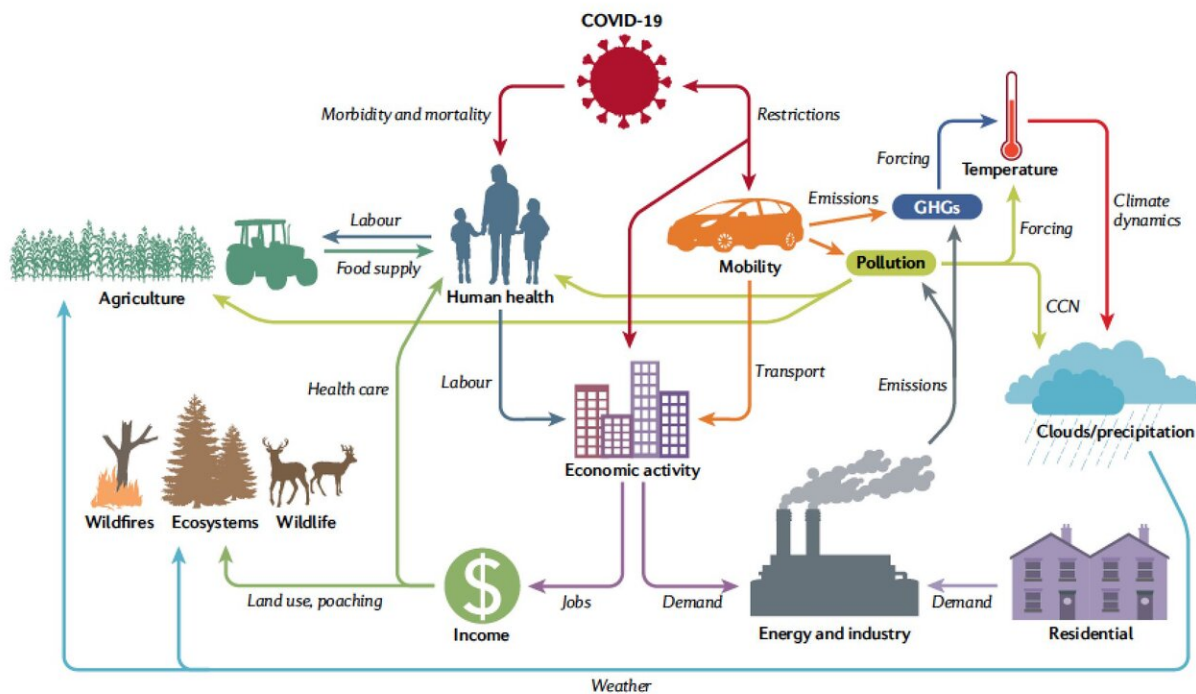 COVID-19
Morbidity and mortality
Restrictions
Forcing
Temperature
Emissions
GHGs
Climate
dynamics
Labour
Food supply
Forcing
Pollution
Mobility
Agriculture
Human health
CCN
Health care
Labour
Transport
Emissions
Clouds/precipitation
Economic activity
Wildfires
Ecosystems
Wildlife
$
Land use, poaching
Jobs
Demand
Demand
Income
Energy and industry
Residential
Weather